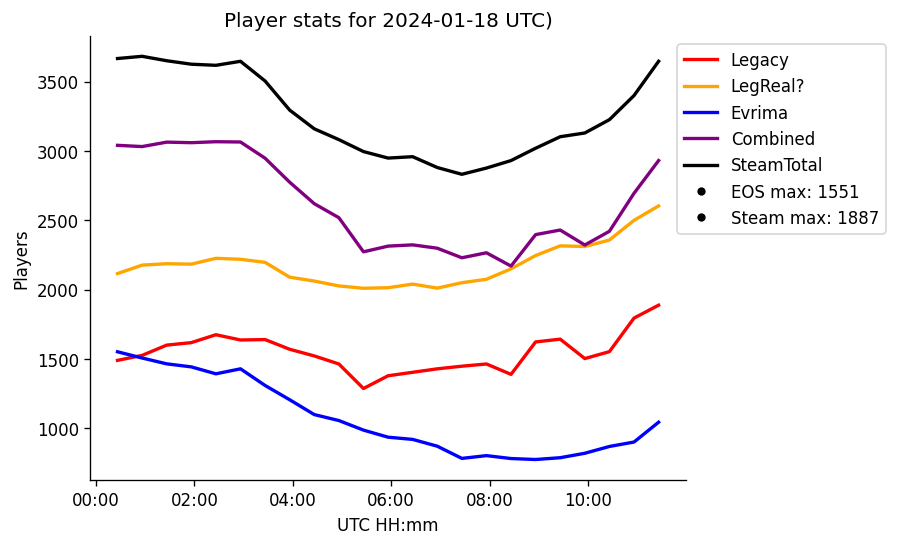 Player stats for 2024-01-18 UTC)
Legacy
LegReal?
Evrima
Combined
SteamTotal
EOS max: 1551
Steam max: 1887
Players
3500
3000
2500
2000
1500
1000
00:00 02:00 04:00 06:00 08:00 10:00
UTC HH:mm